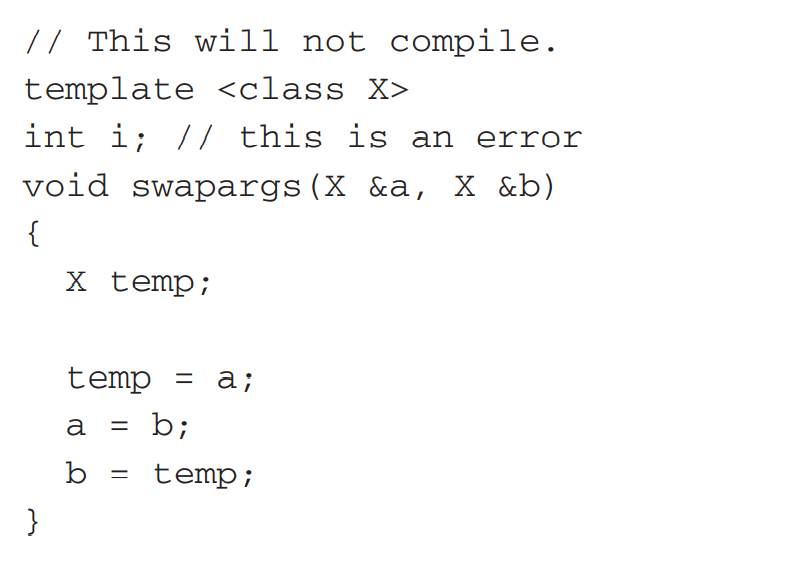 // This will not compile.
template <class X>
int i; // this is an error
void swapargs(X &a, X &b)
{
  X temp;

  temp = a;
  a = b;
  b = temp;
}